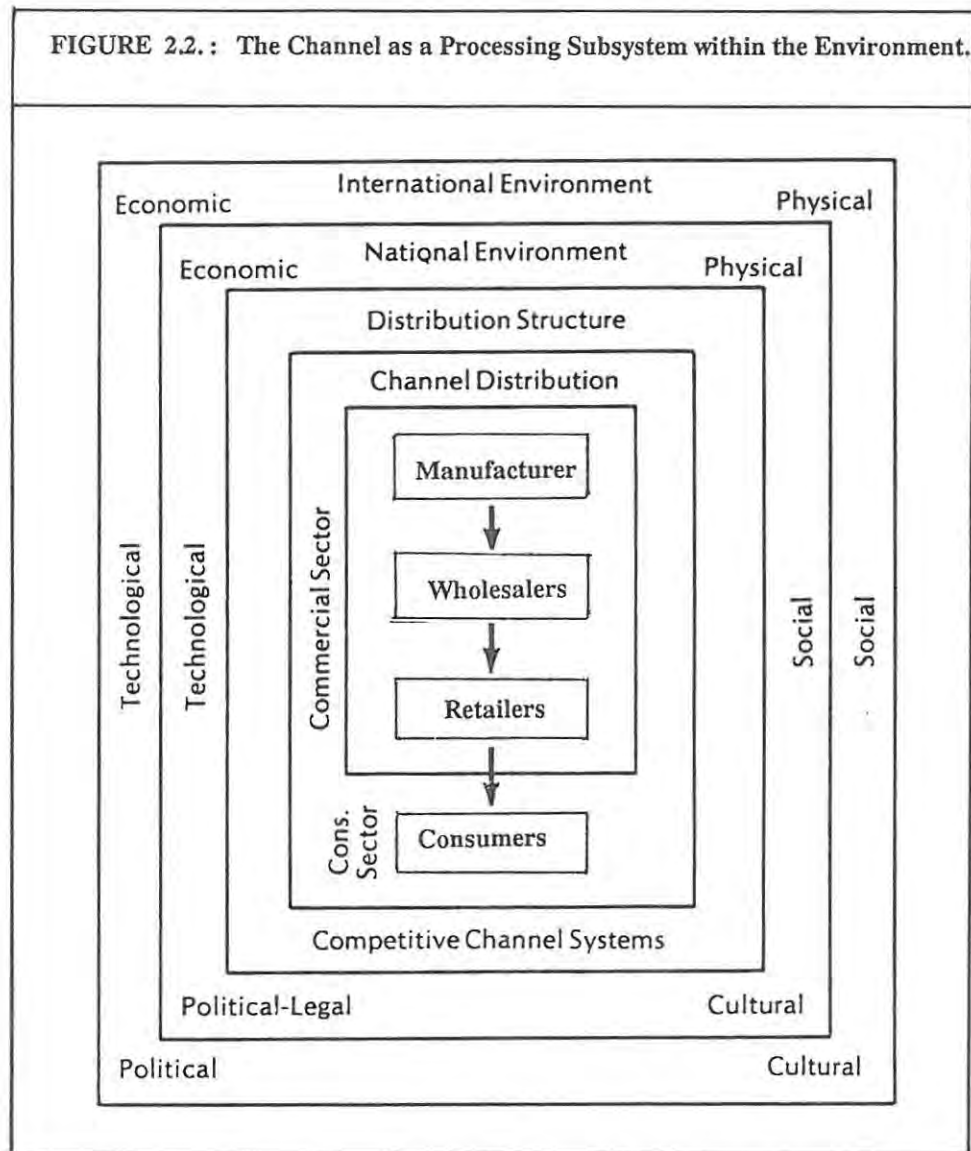 FIGURE 2.2. : The Channel as a Processing Subsystem within the Environment.
International Environment
Economic
Physical
National Environment
Economic
Physical
Distribution Structure
Channel Distribution
Manufacturer
Commercial Sector
Wholesalers
Technological
Technological
Social
Social
Retailers
Cons.
Sector
Consumers
Competitive Channel Systems
Political-Legal
Cultural
Political
Cultural